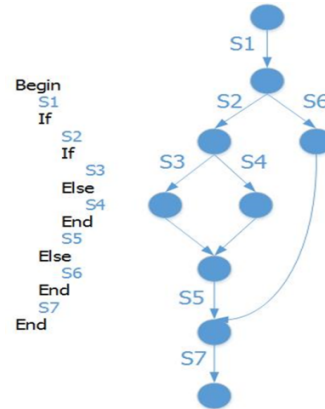 Begin
S1
If
S2
If
S3
Else
S4
End
S5
Else
S6
End
S7
End
S1
S2
S6
S3
S4
S5
S7